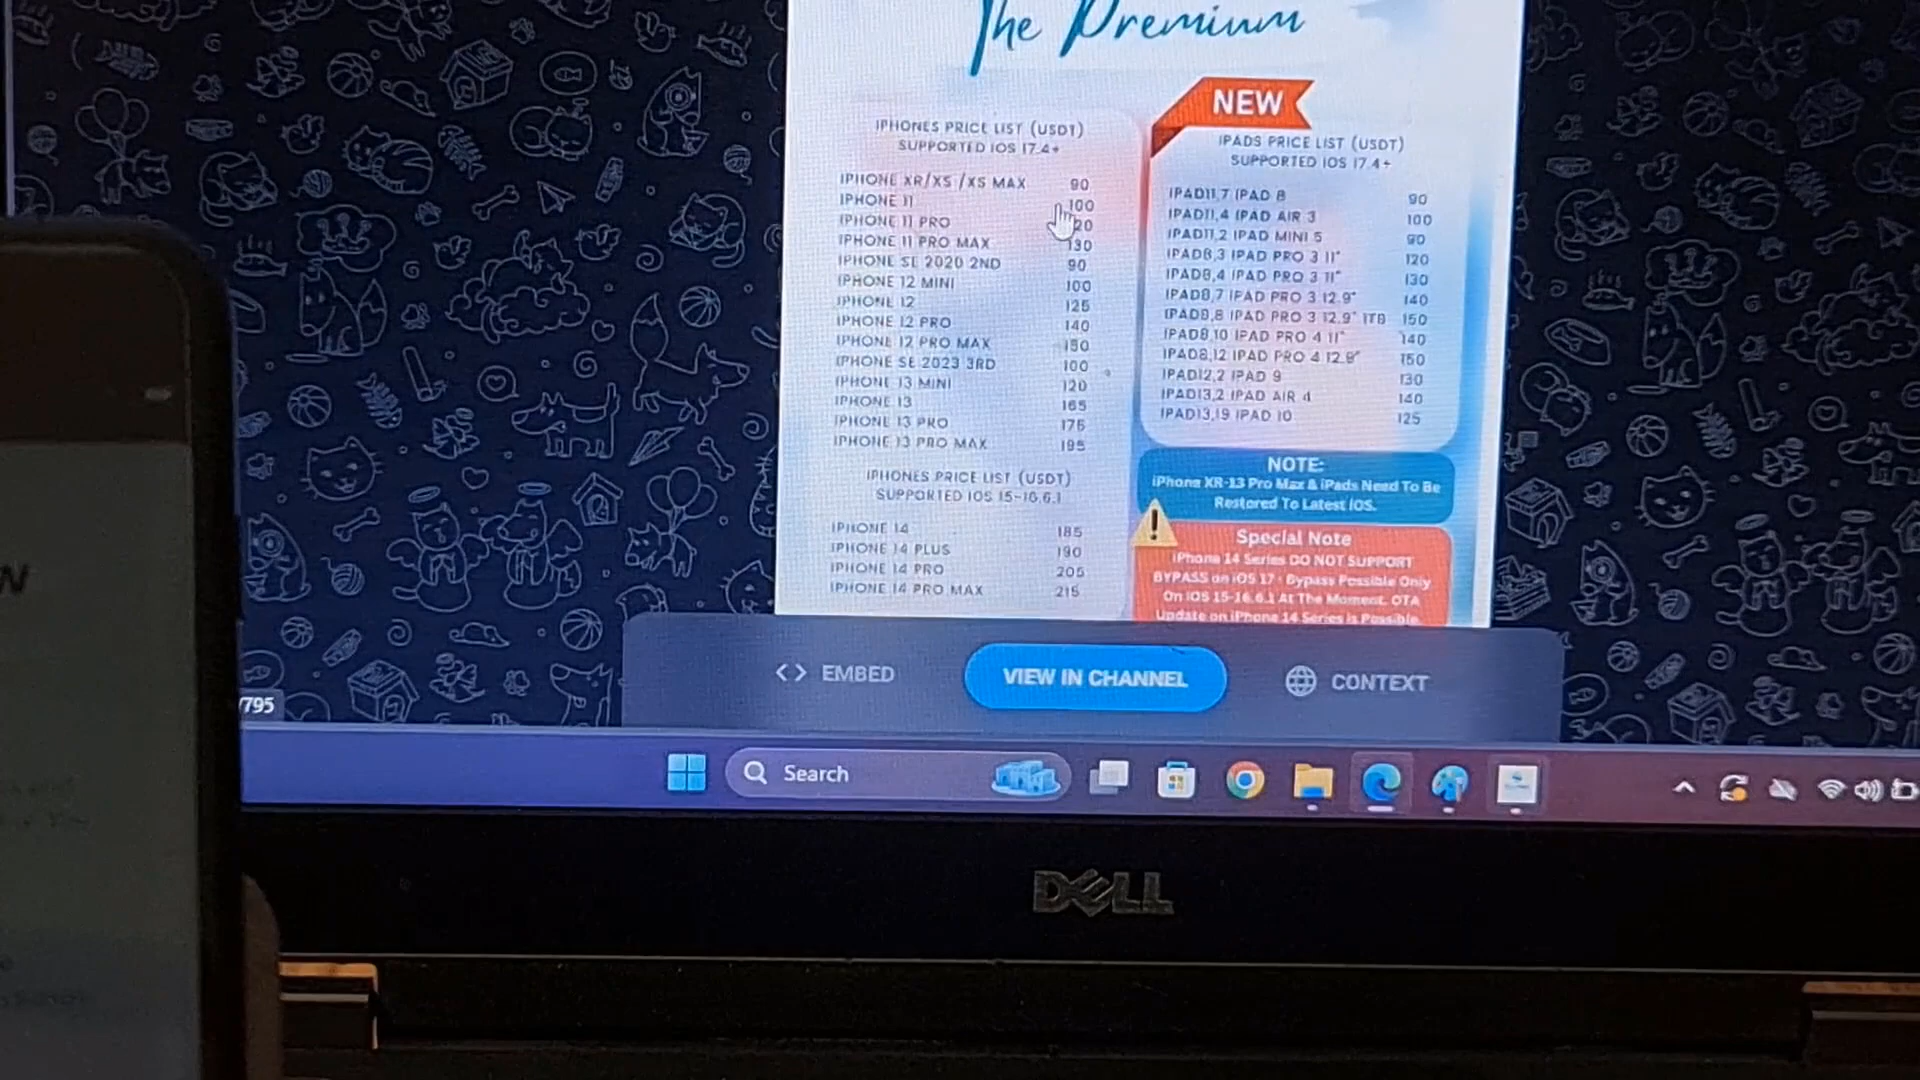 The Premium
NEW
IPHONES PRICE LIST (USDT)
SUPPORTED IOS 17.4+
IPHONE XR/XS /XS MAX 90
IPHONE 11 100
IPHONE 11 PRO 20
IPHONE 11 PRO MAX 130
IPHONE SE 2020 2ND 90
IPHONE 12 MINI 100
IPHONE 12 125
IPHONE 12 PRO 140
IPHONE 12 PRO MAX 150
IPHONE SE 2023 3RD 100
IPHONE 13 MINI 120
IPHONE 13 165
IPHONE 13 PRO 175
IPHONE 13 PRO MAX 195
IPHONES PRICE LIST (USDT)
SUPPORTED IOS 15-16.6.1
IPHONE 14 185
IPHONE 14 PLUS 190
IPHONE 14 PRO 205
IPHONE 14 PRO MAX 215
IPADS PRICE LIST (USDT)
SUPPORTED IOS 17.4+
IPAD11,7 IPAD 8 90
IPAD11,4 IPAD AIR 3 100
IPAD11,2 IPAD MINI 5 90
IPAD8,3 IPAD PRO 3 11" 120
IPAD8,4 IPAD PRO 3 11" 130
IPAD8,7 IPAD PRO 3 12.9" 140
IPAD8,8 IPAD PRO 3 12.9" 1TB 150
IPAD8,10 IPAD PRO 4 11" 140
IPAD8,12 IPAD PRO 4 12.9" 150
IPAD12,2 IPAD 9 130
IPAD13,2 IPAD AIR 4 140
IPAD13,19 IPAD 10 125
NOTE:
iPhone XR-13 Pro Max & iPads Need To Be
Restored To Latest iOS.
Special Note
iPhone 14 Series DO NOT SUPPORT
BYPASS on iOS 17 · Bypass Possible Only
On iOS 15-16.6.1 At The Moment. OTA
Update on iPhone 14 Series is Possible
EMBED
VIEW IN CHANNEL
CONTEXT
/795
Search
DELL